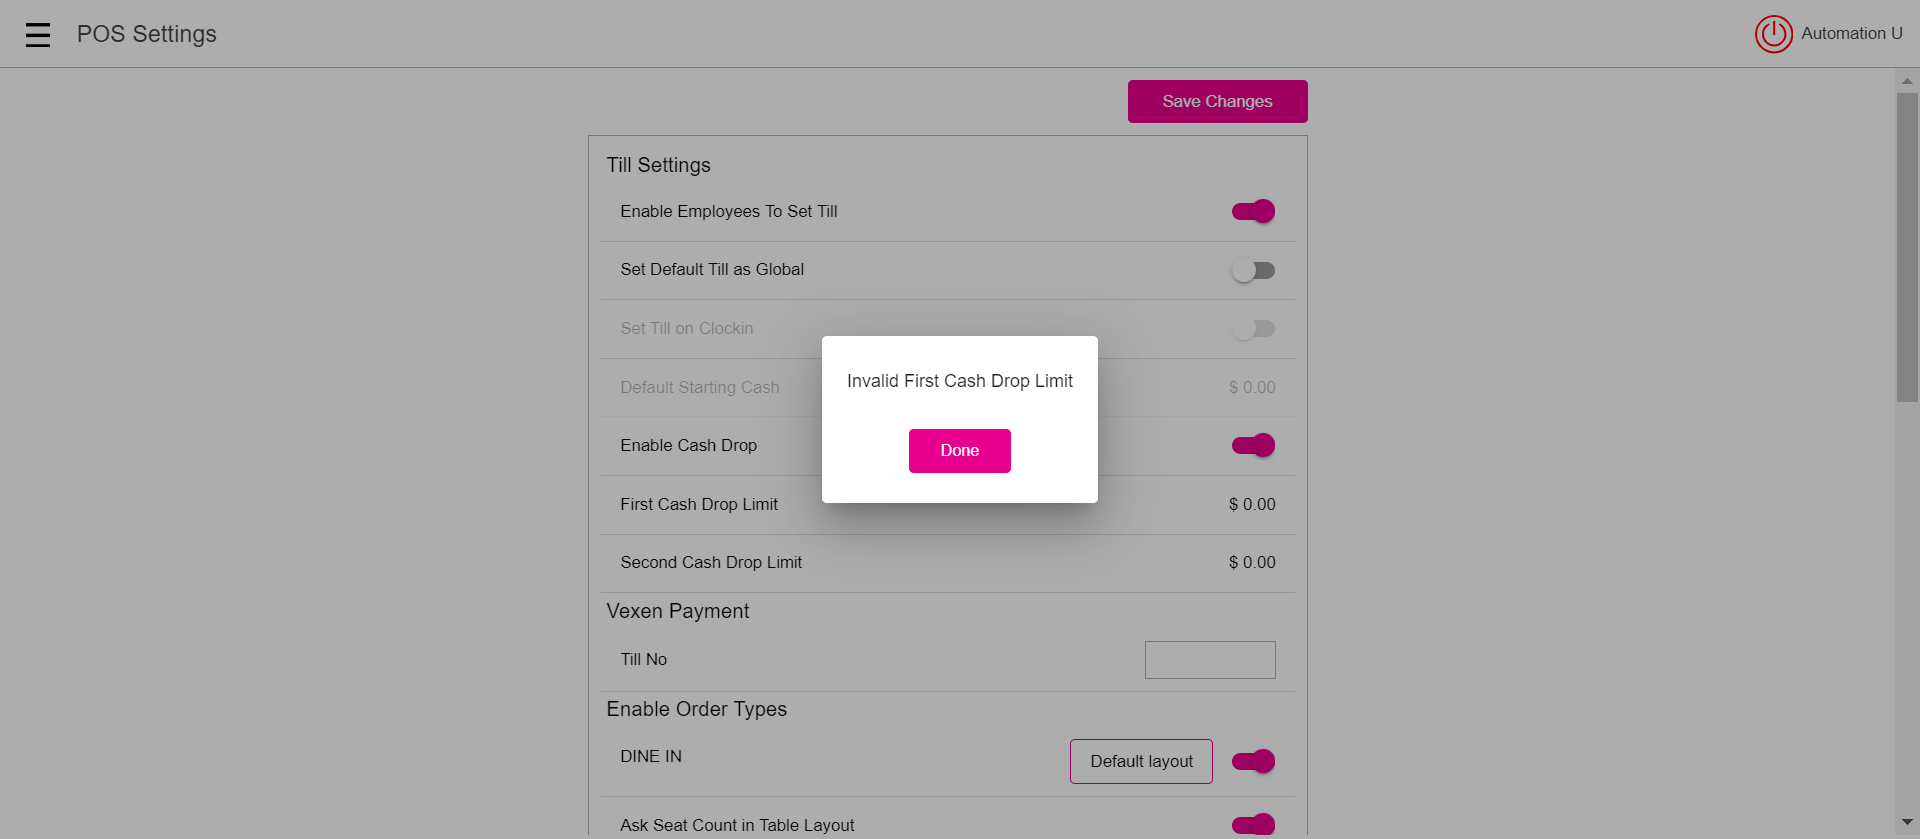 POS Settings
Automation U
Save Changes
Till Settings
Enable Employees To Set Till
Set Default Till as Global
Set Till on Clockin
Default Starting Cash $ 0.00
Invalid First Cash Drop Limit
Done
Enable Cash Drop
First Cash Drop Limit $ 0.00
Second Cash Drop Limit $ 0.00
Vexen Payment
Till No
Enable Order Types
DINE IN Default layout
Ask Seat Count in Table Layout